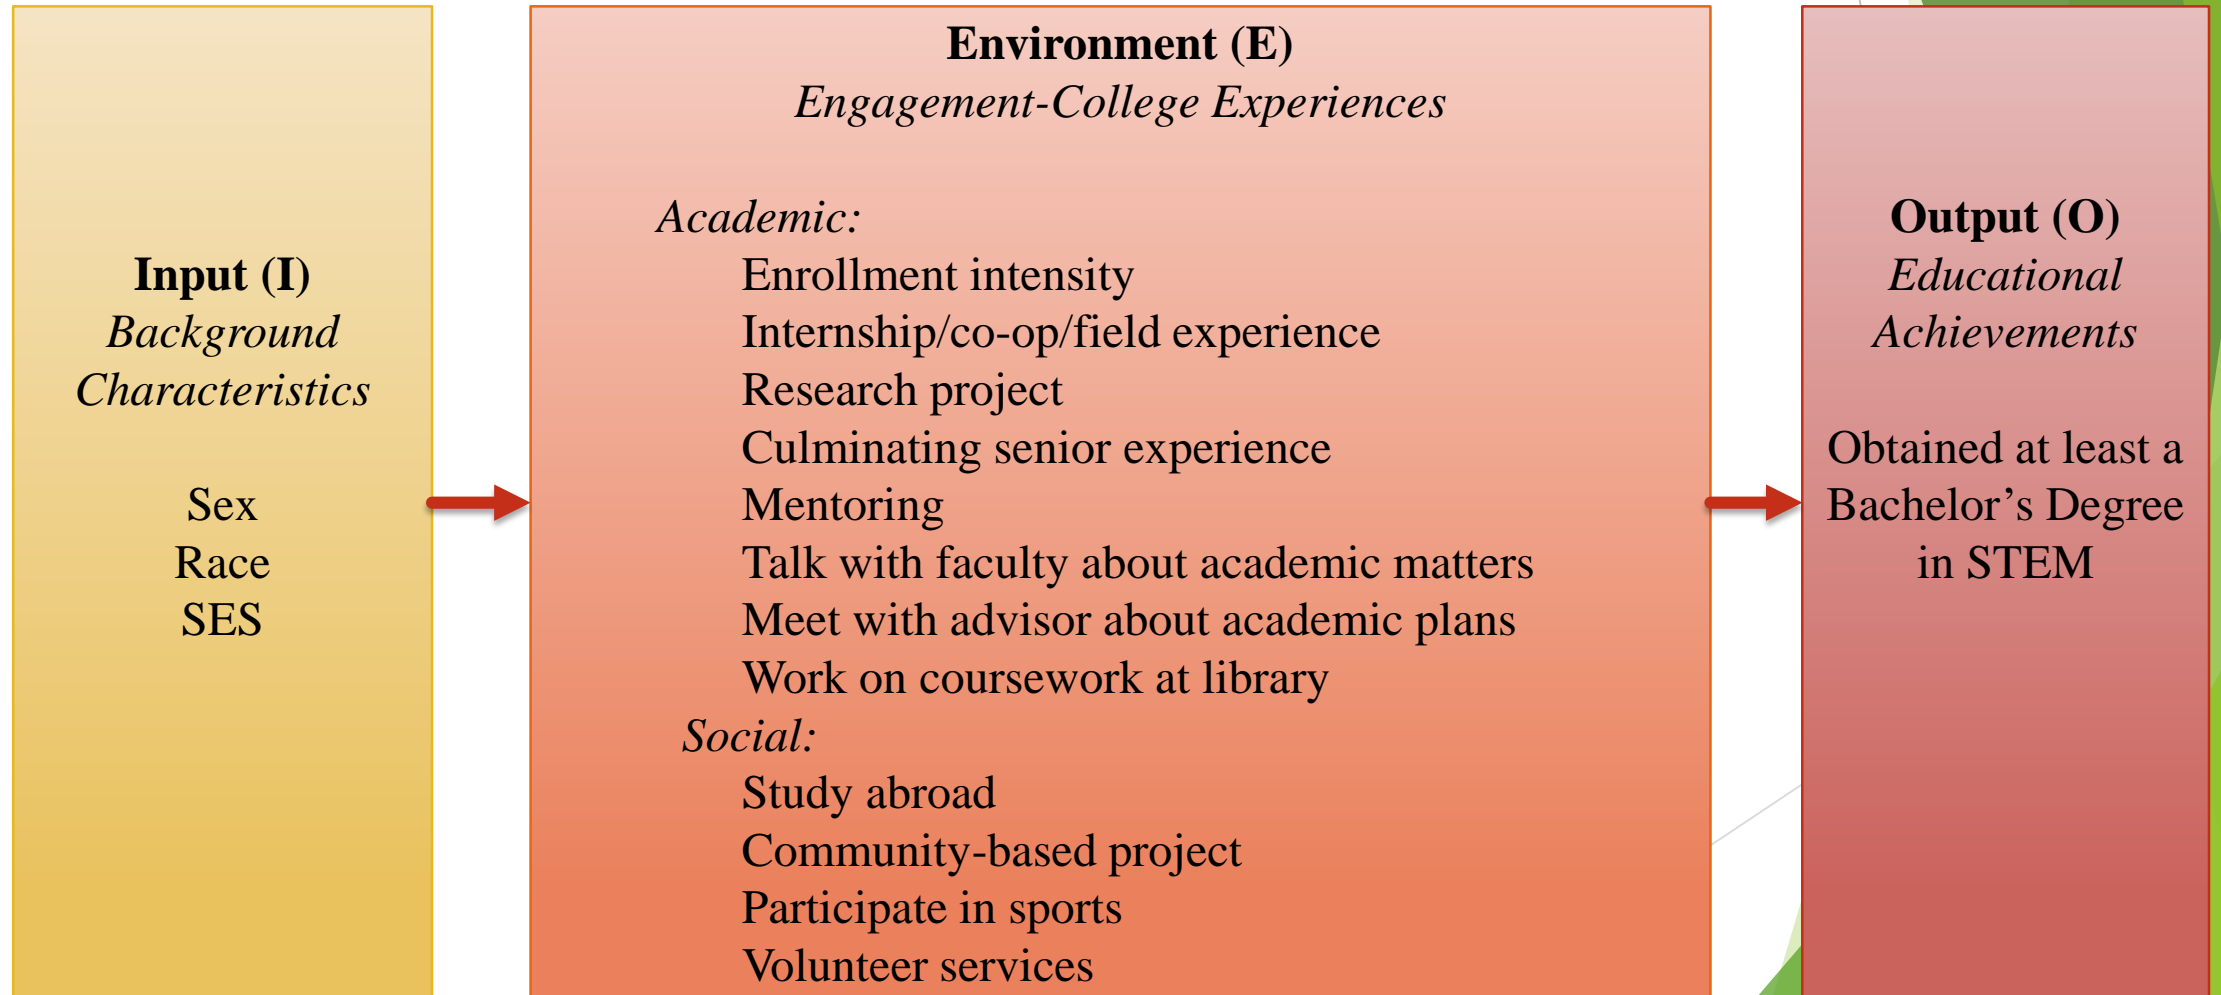 Input (I)
Background
Characteristics
Sex
Race
SES
Environment (E)
Engagement-College Experiences
Academic:
Enrollment intensity
Internship/co-op/field experience
Research project
Culminating senior experience
Mentoring
Talk with faculty about academic matters
Meet with advisor about academic plans
Work on coursework at library
Social:
Study abroad
Community-based project
Participate in sports
Volunteer services
Output (O)
Educational
Achievements
Obtained at least a
Bachelor’s Degree
in STEM